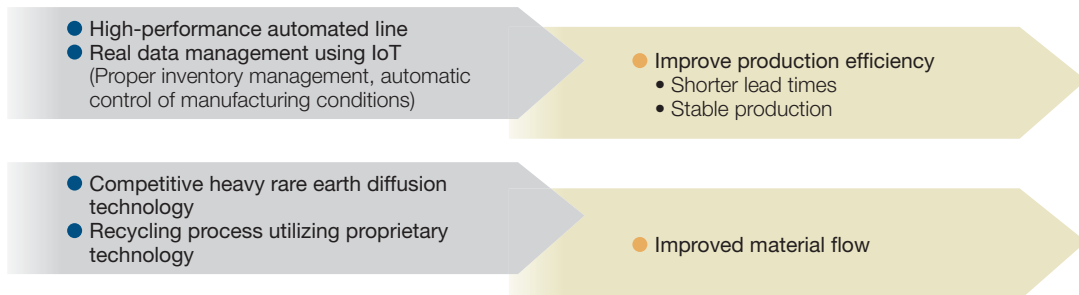 ● High-performance automated line
● Real data management using IoT
(Proper inventory management, automatic
control of manufacturing conditions)
● Improve production efficiency
• Shorter lead times
• Stable production
● Competitive heavy rare earth diffusion
technology
● Recycling process utilizing proprietary
technology
● Improved material flow